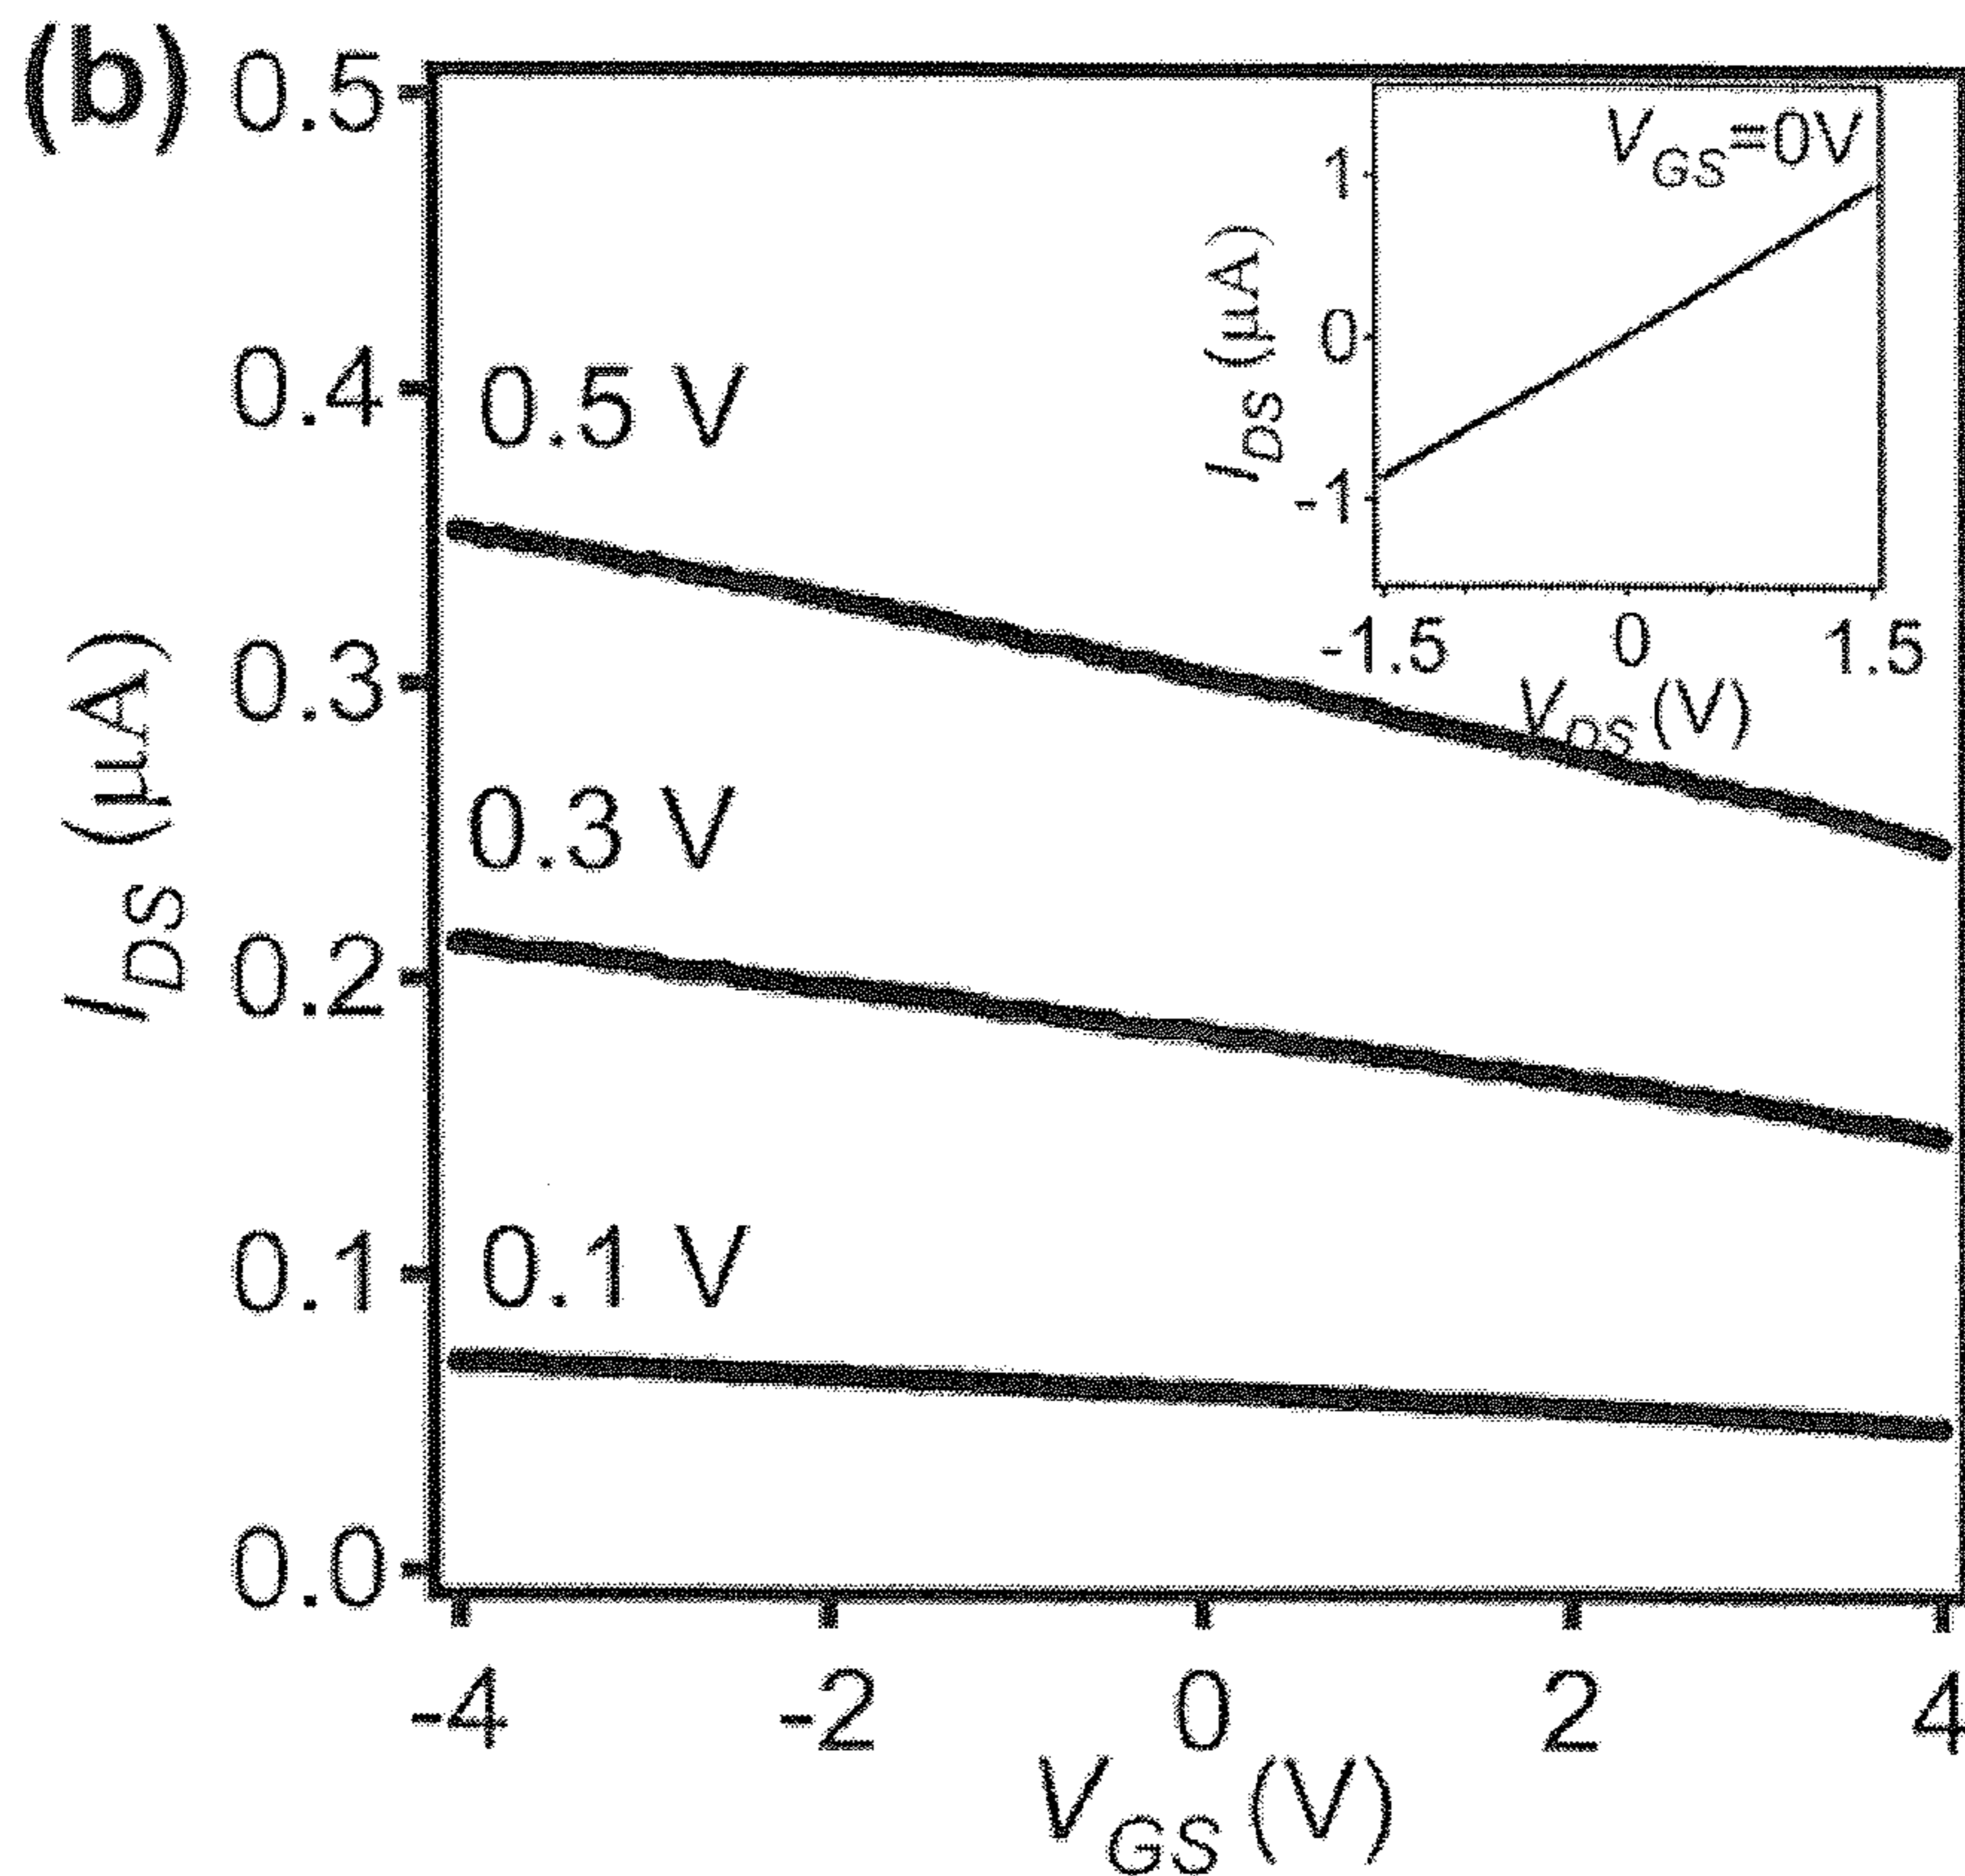 (b)
0.5
0.4
0.3
0.2
0.1
0.0
I_DS (μA)
0.5 V
0.3 V
0.1 V
-4 -2 0 2 4
V_GS (V)
V_GS=0V
1
0
-1
I_DS (μA)
-1.5 0 1.5
V_DS (V)